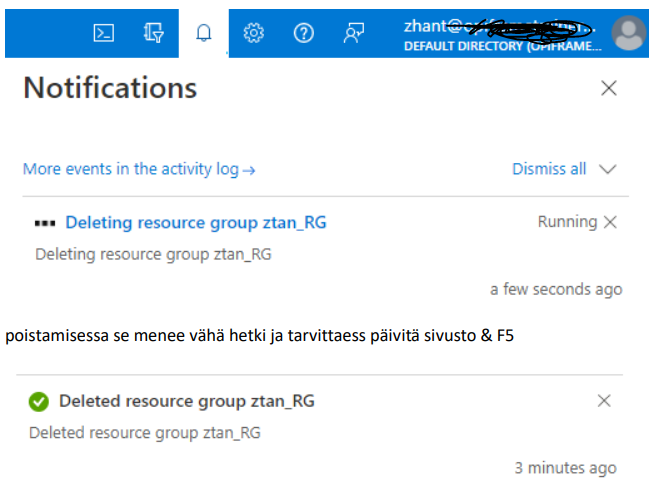 zhant@
DEFAULT DIRECTORY (OPIFRAME...
Notifications
More events in the activity log →
Dismiss all
Deleting resource group ztan_RG
Running
Deleting resource group ztan_RG
a few seconds ago
poistamisessa se menee vähä hetki ja tarvittaess päivitä sivusto & F5
Deleted resource group ztan_RG
Deleted resource group ztan_RG
3 minutes ago